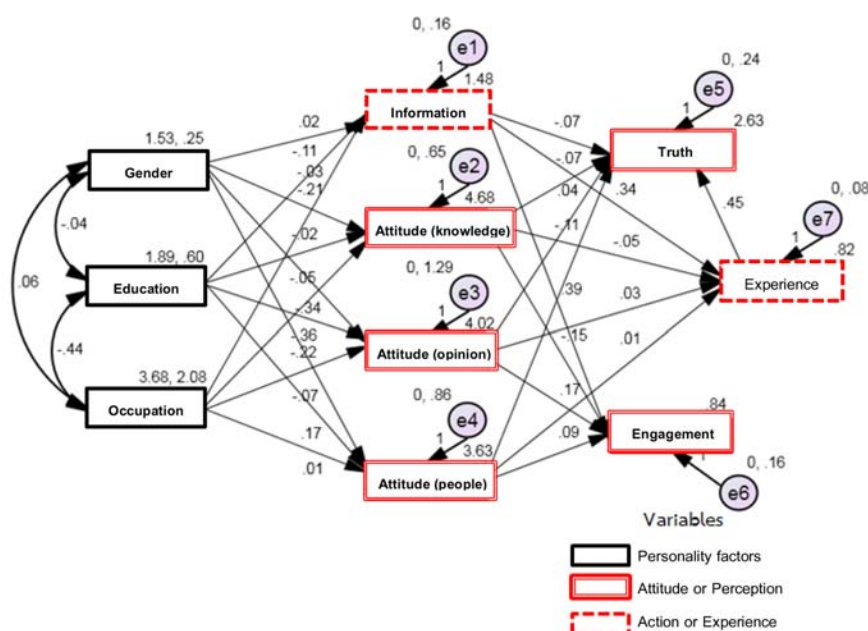 0, .16
e1
1
1.48
Information
0, .24
e5
1
2.63
Truth
.02
-.11
-.03
-.21
-.07
-.07
.04
.34
1.53, .25
Gender
0, .65
e2
1
4.68
Attitude (knowledge)
.45
0, .08
e7
1
.82
Experience
-.04
.06
-.02
-.11
-.05
1.89, .60
Education
-.05
-.34
-.36
-.22
0, 1.29
e3
1
4.02
Attitude (opinion)
.39
.03
-.15
.01
-.44
3.68, 2.08
Occupation
-.07
.17
.01
0, .86
e4
1
3.63
Attitude (people)
.17
.09
.84
Engagement
1
0, .16
e6
Variables
Personality factors
Attitude or Perception
Action or Experience